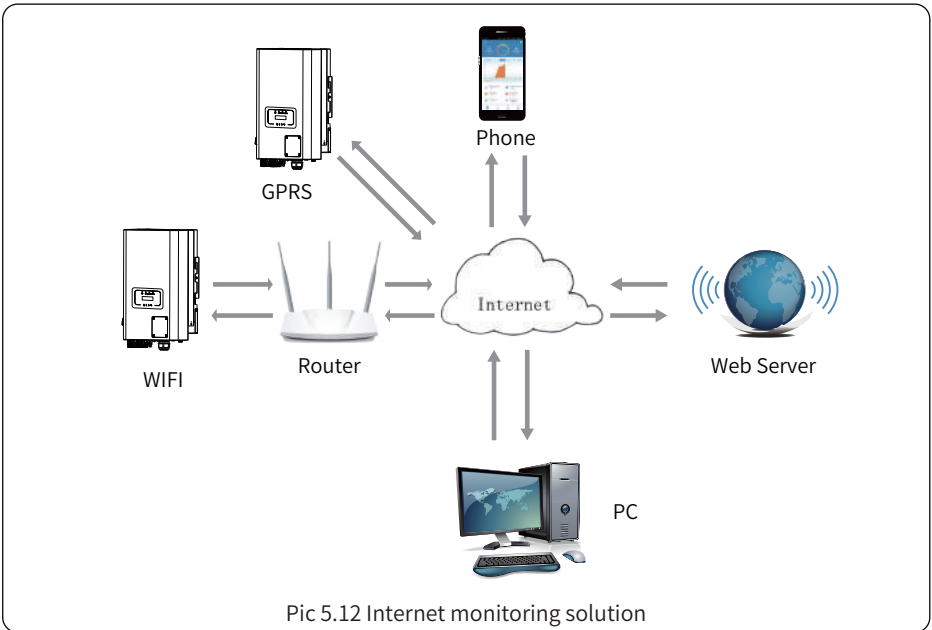 Phone
GPRS
Internet
WIFI
Router
Web Server
PC
Pic 5.12 Internet monitoring solution